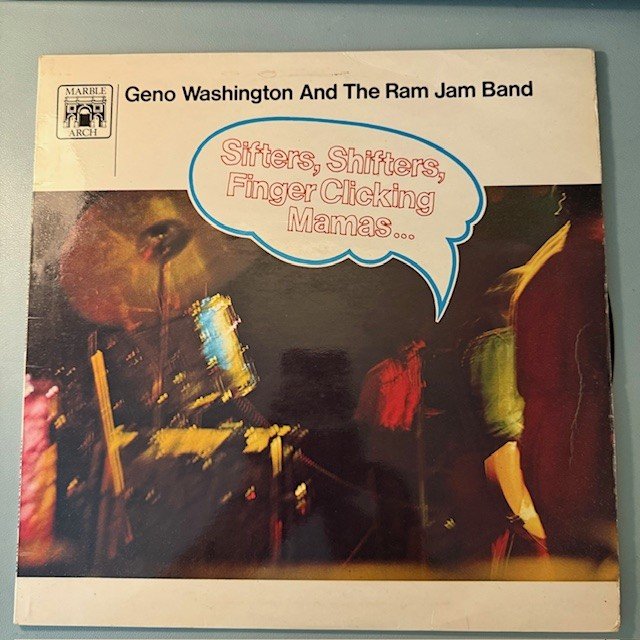 MARBLE
ARCH
Geno Washington And The Ram Jam Band
Sifters, Shifters,
Finger Clicking
Mamas...